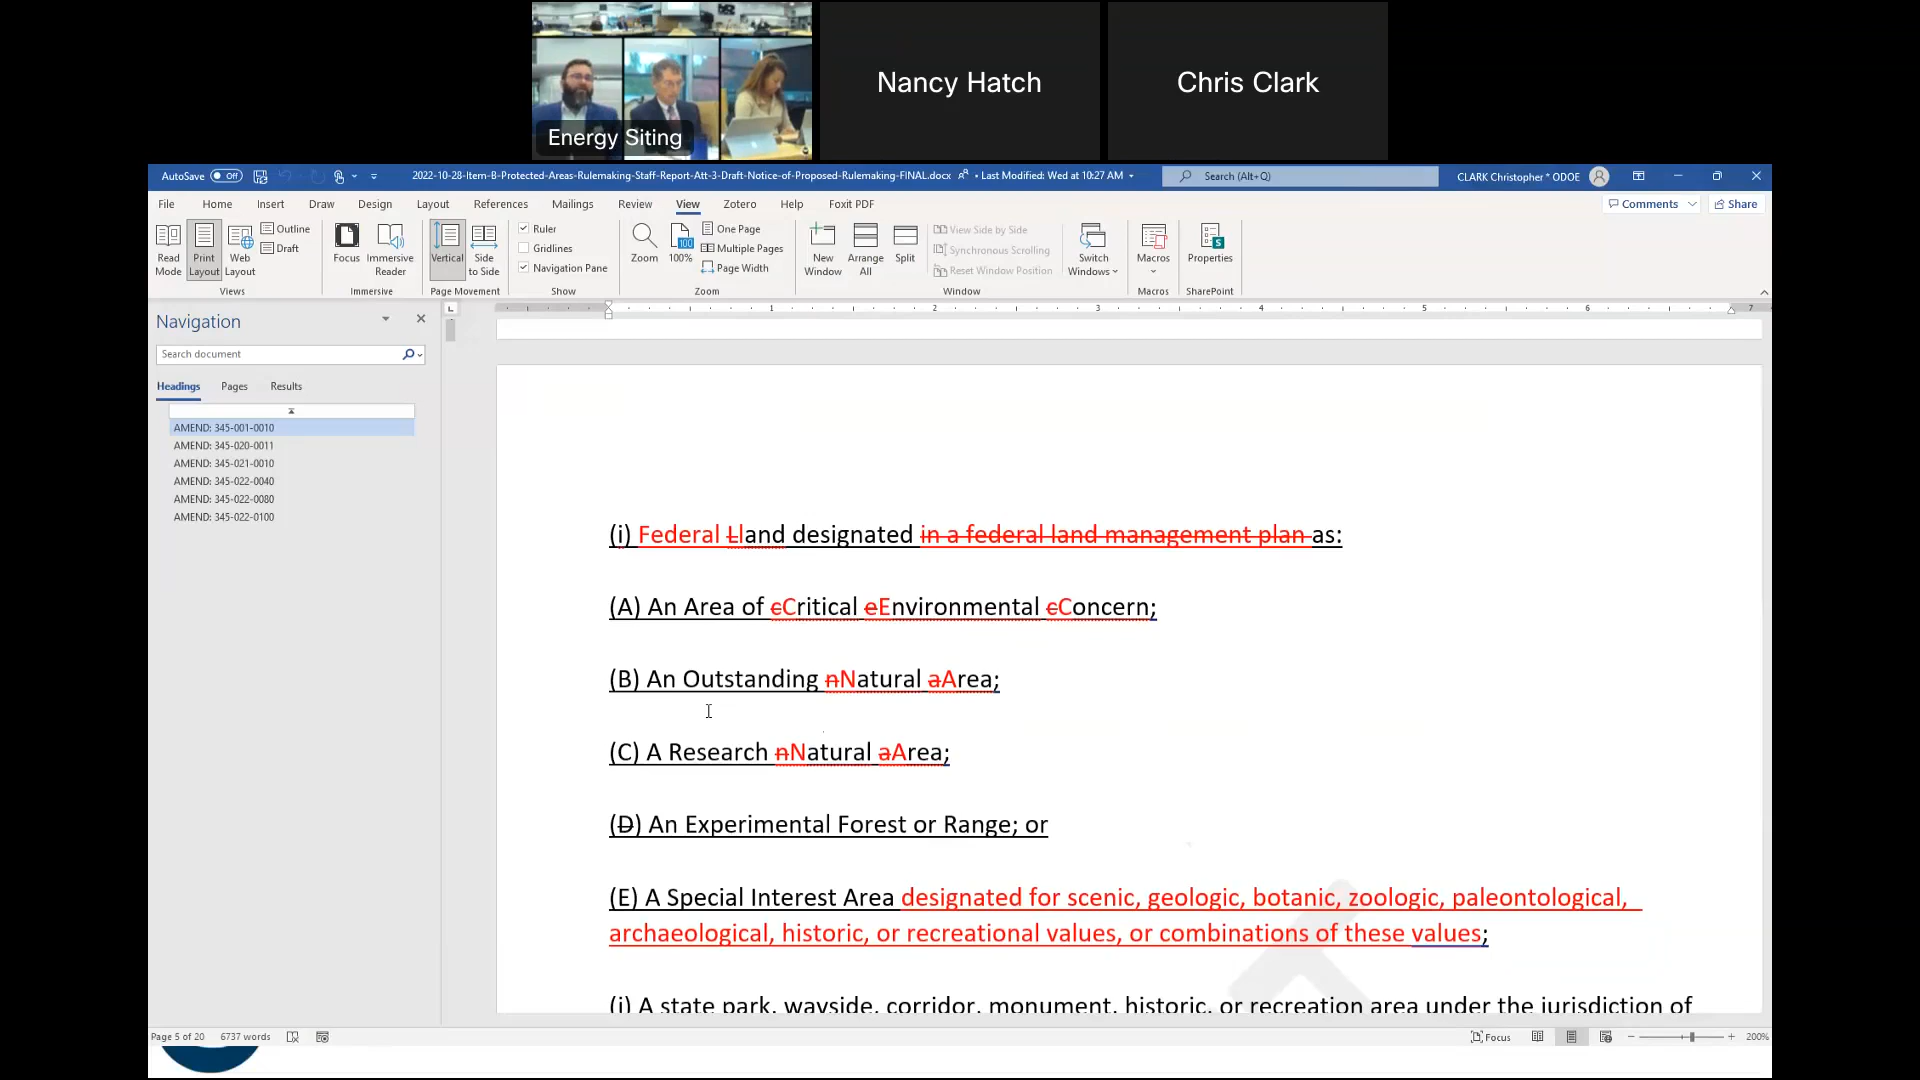 Energy Siting
Nancy Hatch
Chris Clark
AutoSave Off
2022-10-28-Item-B-Protected-Areas-Rulemaking-Staff-Report-Att-3-Draft-Notice-of-Proposed-Rulemaking-FINAL.docx • Last Modified: Wed at 10:27 AM
Search (Alt+Q)
CLARK Christopher * ODOE
File Home Insert Draw Design Layout References Mailings Review View Zotero Help Foxit PDF
Comments Share
Read Mode
Print Layout
Web Layout
Outline
Draft
Views
Focus
Immersive Reader
Immersive
Vertical
Side to Side
Page Movement
Ruler
Gridlines
Navigation Pane
Show
Zoom
100
100%
One Page
Multiple Pages
Page Width
Zoom
New Window
Arrange All
Split
View Side by Side
Synchronous Scrolling
Reset Window Position
Switch Windows
Window
Macros
Macros
Properties
SharePoint
Navigation
Search document
Headings Pages Results
AMEND: 345-001-0010
AMEND: 345-020-0011
AMEND: 345-021-0010
AMEND: 345-022-0040
AMEND: 345-022-0080
AMEND: 345-022-0100
L
1 2 3 4 5 6 7
(i) Federal Lland designated in a federal land management plan as:
(A) An Area of cCritical eEnvironmental cConcern;
(B) An Outstanding nNatural aArea;
(C) A Research nNatural aArea;
(D) An Experimental Forest or Range; or
(E) A Special Interest Area designated for scenic, geologic, botanic, zoologic, paleontological,
archaeological, historic, or recreational values, or combinations of these values;
(j) A state park, wayside, corridor, monument, historic, or recreation area under the jurisdiction of
Page 5 of 20 6737 words
Focus
200%